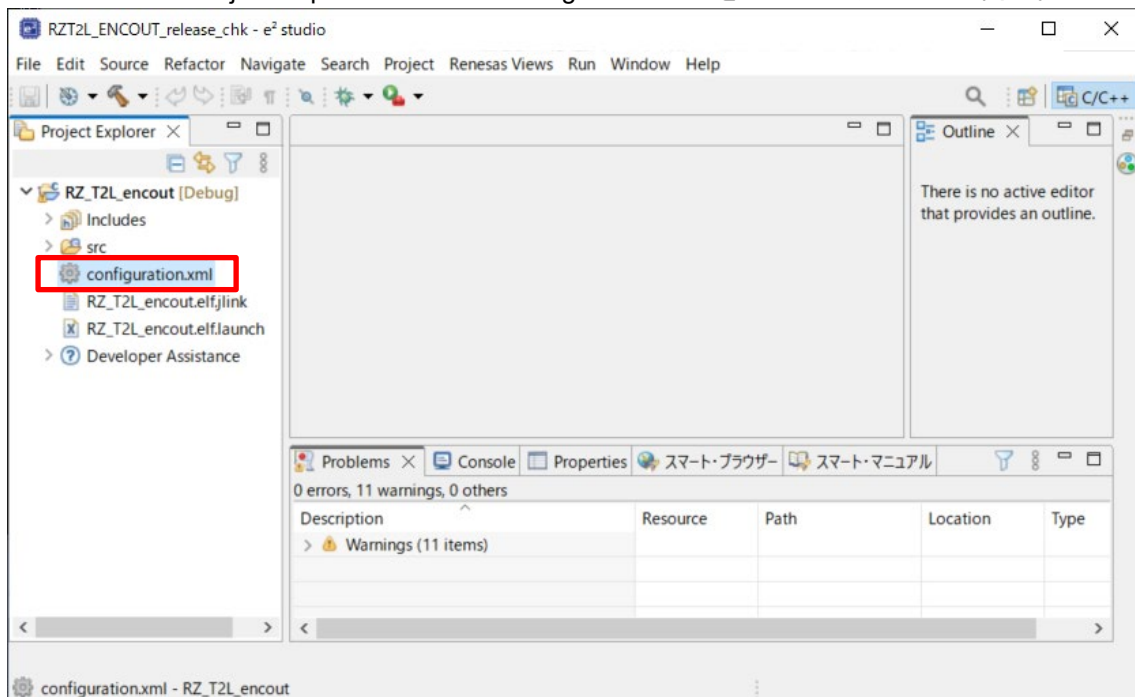 RZT2L_ENCOUT_release_chk - e² studio
File Edit Source Refactor Navigate Search Project Renesas Views Run Window Help
C/C++
Project Explorer
Outline
RZ_T2L_encout [Debug]
There is no active editor
that provides an outline.
Includes
src
configuration.xml
RZ_T2L_encout.elf.jlink
RZ_T2L_encout.elf.launch
Developer Assistance
Problems Console Properties スマート・ブラウザー スマート・マニュアル
0 errors, 11 warnings, 0 others
Description Resource Path Location Type
Warnings (11 items)
configuration.xml - RZ_T2L_encout